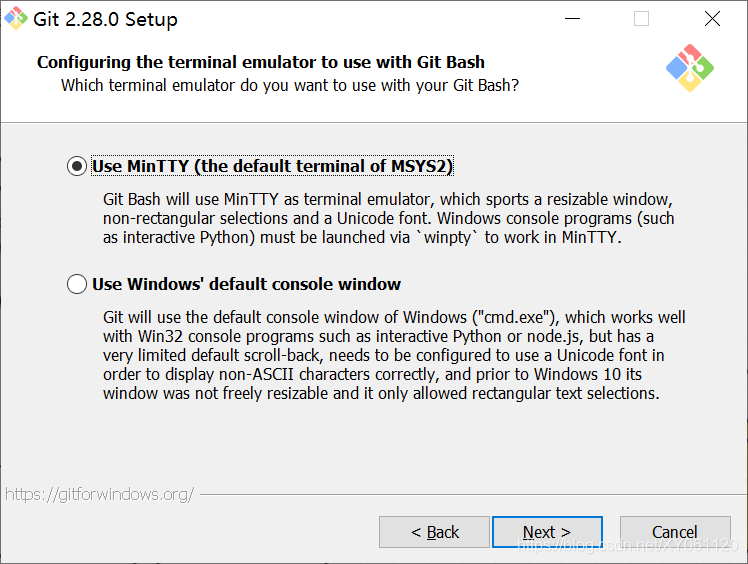 Git 2.28.0 Setup
Configuring the terminal emulator to use with Git Bash
Which terminal emulator do you want to use with your Git Bash?
Use MinTTY (the default terminal of MSYS2)
Git Bash will use MinTTY as terminal emulator, which sports a resizable window,
non-rectangular selections and a Unicode font. Windows console programs (such
as interactive Python) must be launched via `winpty` to work in MinTTY.
Use Windows' default console window
Git will use the default console window of Windows ("cmd.exe"), which works well
with Win32 console programs such as interactive Python or node.js, but has a
very limited default scroll-back, needs to be configured to use a Unicode font in
order to display non-ASCII characters correctly, and prior to Windows 10 its
window was not freely resizable and it only allowed rectangular text selections.
https://gitforwindows.org/
< Back
Next >
Cancel
https://blog.csdn.net/XY061120